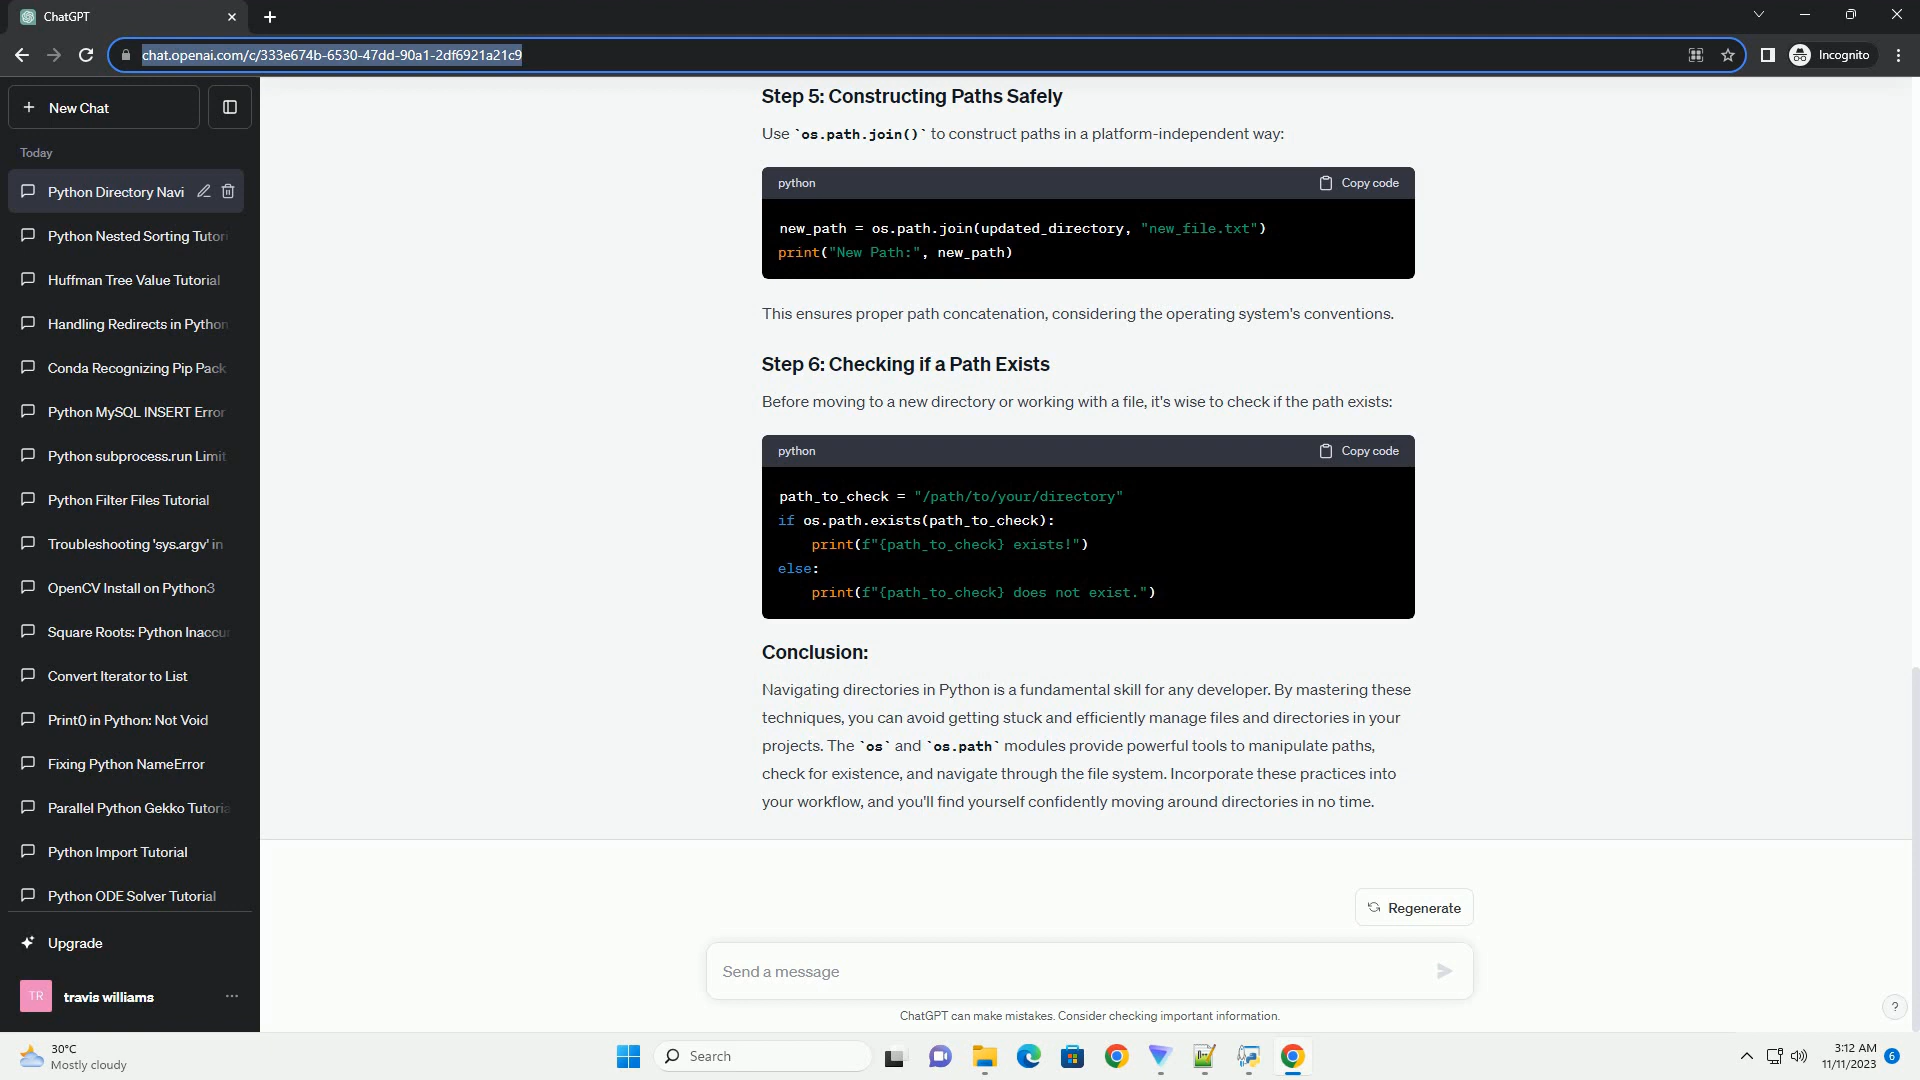 ChatGPT
chat.openai.com/c/333e674b-6530-47dd-90a1-2df6921a21c9
Incognito
New Chat
Today
Python Directory Navi
Python Nested Sorting Tutori
Huffman Tree Value Tutorial
Handling Redirects in Python
Conda Recognizing Pip Pack
Python MySQL INSERT Error
Python subprocess.run Limit
Python Filter Files Tutorial
Troubleshooting 'sys.argv' in
OpenCV Install on Python3
Square Roots: Python Inaccur
Convert Iterator to List
Print() in Python: Not Void
Fixing Python NameError
Parallel Python Gekko Tutoria
Python Import Tutorial
Python ODE Solver Tutorial
Upgrade
TR travis williams
Step 5: Constructing Paths Safely
Use `os.path.join()` to construct paths in a platform-independent way:
python Copy code
new_path = os.path.join(updated_directory, "new_file.txt")
print("New Path:", new_path)
This ensures proper path concatenation, considering the operating system's conventions.
Step 6: Checking if a Path Exists
Before moving to a new directory or working with a file, it's wise to check if the path exists:
python Copy code
path_to_check = "/path/to/your/directory"
if os.path.exists(path_to_check):
    print(f"{path_to_check} exists!")
else:
    print(f"{path_to_check} does not exist.")
Conclusion:
Navigating directories in Python is a fundamental skill for any developer. By mastering these
techniques, you can avoid getting stuck and efficiently manage files and directories in your
projects. The `os` and `os.path` modules provide powerful tools to manipulate paths,
check for existence, and navigate through the file system. Incorporate these practices into
your workflow, and you'll find yourself confidently moving around directories in no time.
Regenerate
Send a message
ChatGPT can make mistakes. Consider checking important information.
?
30°C
Mostly cloudy
Search
3:12 AM
11/11/2023
6